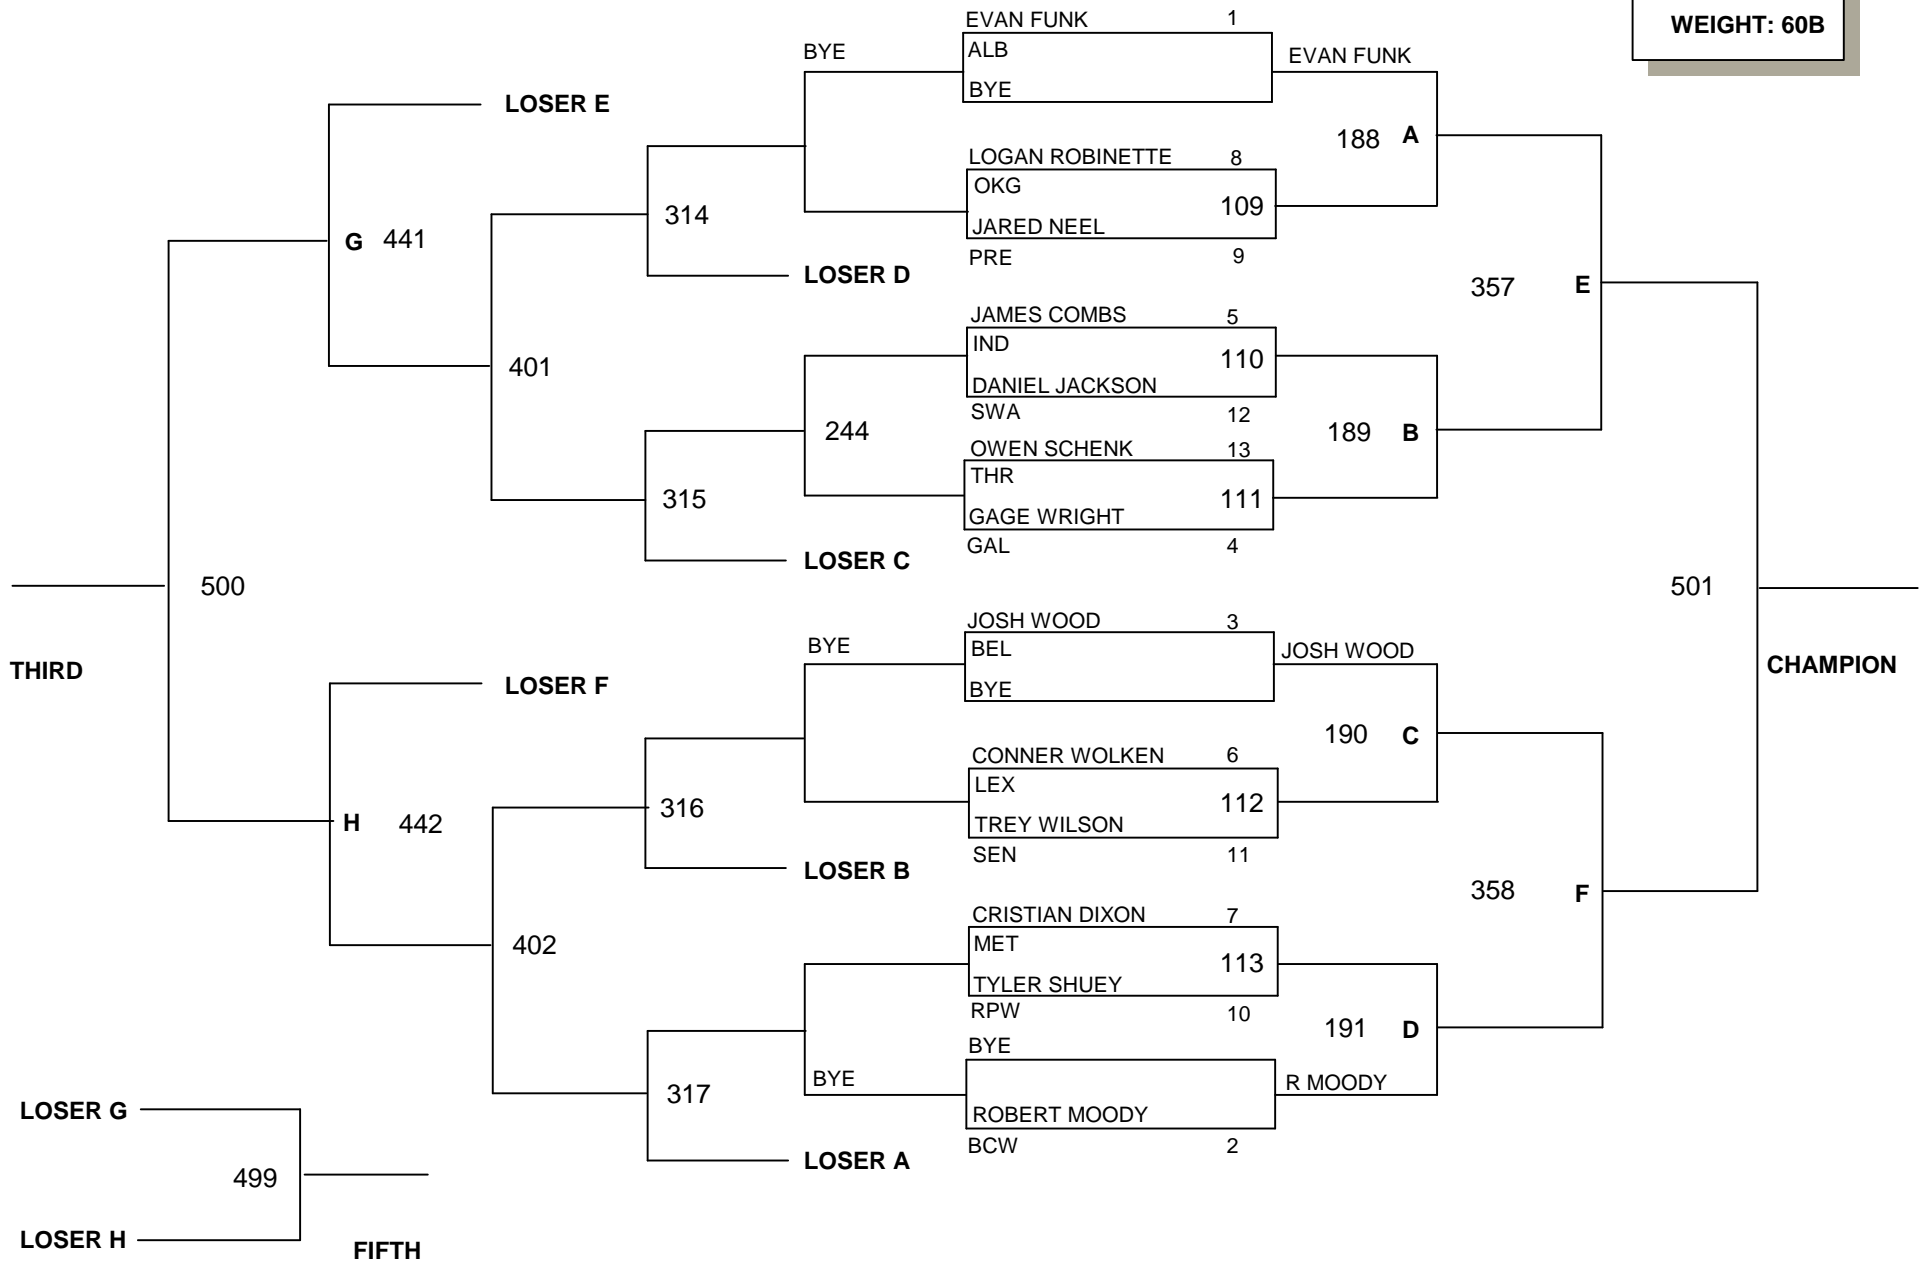 WEIGHT: 60B
EVAN FUNK 1
BYE
ALB
EVAN FUNK
BYE
LOSER E
188 A
LOGAN ROBINETTE 8
OKG
109
314
JARED NEEL
G 441
PRE 9
LOSER D
357 E
JAMES COMBS 5
IND
110
401
DANIEL JACKSON
SWA 12
244
189 B
OWEN SCHENK 13
THR
315
111
GAGE WRIGHT
GAL 4
LOSER C
500
501
JOSH WOOD 3
BYE
BEL
JOSH WOOD
THIRD
CHAMPION
LOSER F
BYE
190 C
CONNER WOLKEN 6
LEX
316
112
H 442
TREY WILSON
SEN 11
LOSER B
358 F
CRISTIAN DIXON 7
402
MET
113
TYLER SHUEY
RPW 10
191 D
BYE
BYE
R MOODY
317
LOSER G
ROBERT MOODY
BCW 2
LOSER A
499
LOSER H
FIFTH